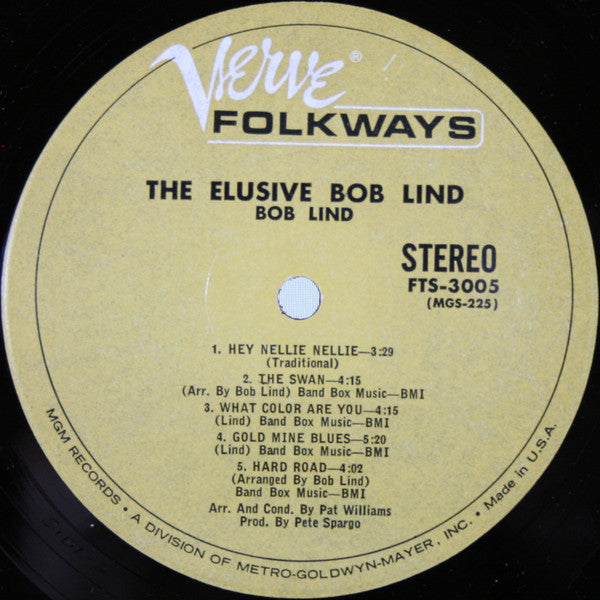 Verve®
FOLKWAYS
THE ELUSIVE BOB LIND
BOB LIND
STEREO
FTS-3005
(MGS-225)
1. HEY NELLIE NELLIE—3:29
(Traditional)
2. THE SWAN—4:15
(Arr. By Bob Lind) Band Box Music—BMI
3. WHAT COLOR ARE YOU—4:15
(Lind) Band Box Music—BMI
4. GOLD MINE BLUES—5:20
(Lind) Band Box Music—BMI
5. HARD ROAD—4:02
(Arranged By Bob Lind)
Band Box Music—BMI
Arr. And Cond. By Pat Williams
Prod. By Pete Spargo
MGM RECORDS • A DIVISION OF METRO-GOLDWYN-MAYER, INC. • Made in U.S.A.